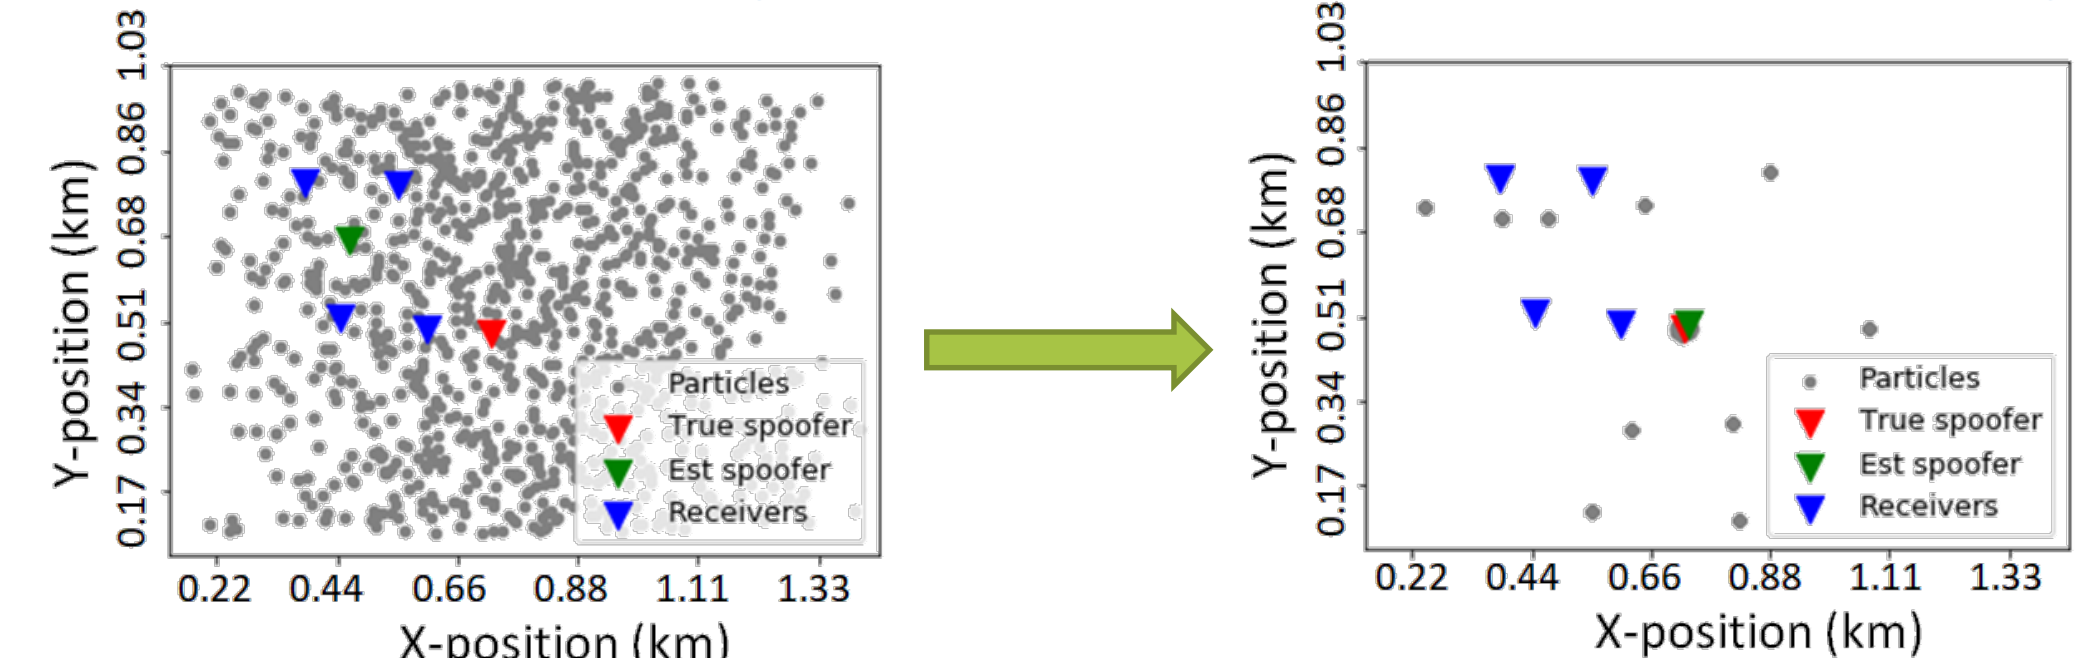 1.03
0.86
0.68
0.51
0.34
0.17
Y-position (km)
Particles
True spoofer
Est spoofer
Receivers
0.22 0.44 0.66 0.88 1.11 1.33
X-position (km)
1.03
0.86
0.68
0.51
0.34
0.17
Y-position (km)
Particles
True spoofer
Est spoofer
Receivers
0.22 0.44 0.66 0.88 1.11 1.33
X-position (km)